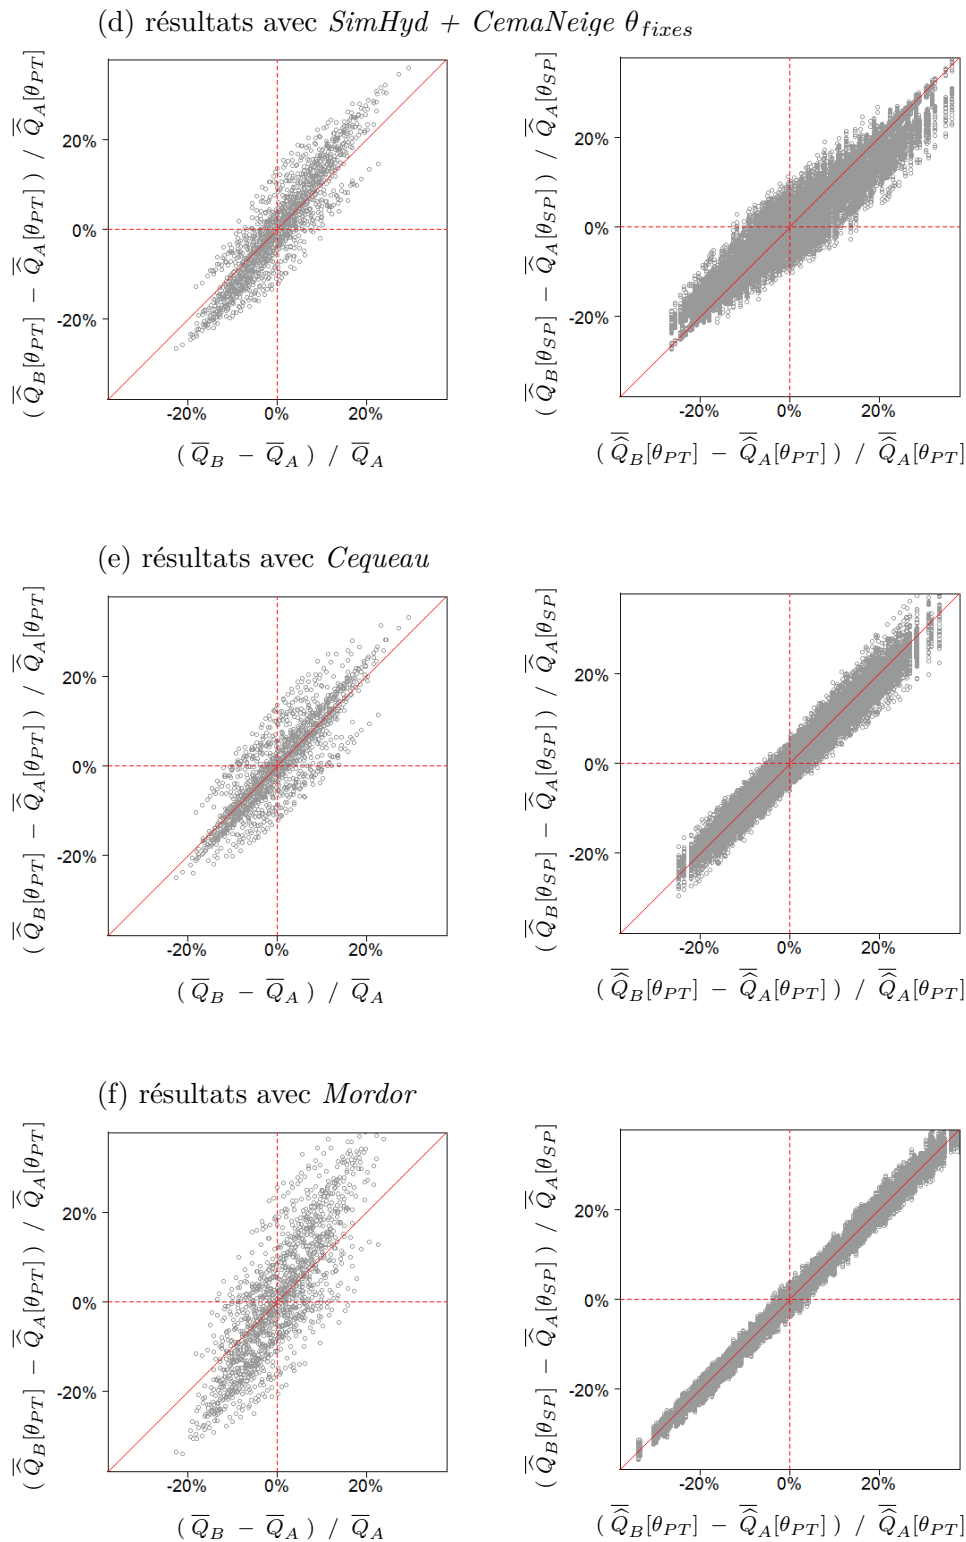 (d) résultats avec SimHyd + CemaNeige θ_fixes
(Q̂_B[θ_PT] − Q̂_A[θ_PT]) / Q̂_A[θ_PT]
20%
0%
-20%
-20% 0% 20%
(Q̅_B − Q̅_A) / Q̅_A
(Q̂_B[θ_SP] − Q̂_A[θ_SP]) / Q̂_A[θ_SP]
20%
0%
-20%
-20% 0% 20%
(Q̂_B[θ_PT] − Q̂_A[θ_PT]) / Q̂_A[θ_PT]
(e) résultats avec Cequeau
(Q̂_B[θ_PT] − Q̂_A[θ_PT]) / Q̂_A[θ_PT]
20%
0%
-20%
-20% 0% 20%
(Q̅_B − Q̅_A) / Q̅_A
(Q̂_B[θ_SP] − Q̂_A[θ_SP]) / Q̂_A[θ_SP]
20%
0%
-20%
-20% 0% 20%
(Q̂_B[θ_PT] − Q̂_A[θ_PT]) / Q̂_A[θ_PT]
(f) résultats avec Mordor
(Q̂_B[θ_PT] − Q̂_A[θ_PT]) / Q̂_A[θ_PT]
20%
0%
-20%
-20% 0% 20%
(Q̅_B − Q̅_A) / Q̅_A
(Q̂_B[θ_SP] − Q̂_A[θ_SP]) / Q̂_A[θ_SP]
20%
0%
-20%
-20% 0% 20%
(Q̂_B[θ_PT] − Q̂_A[θ_PT]) / Q̂_A[θ_PT]